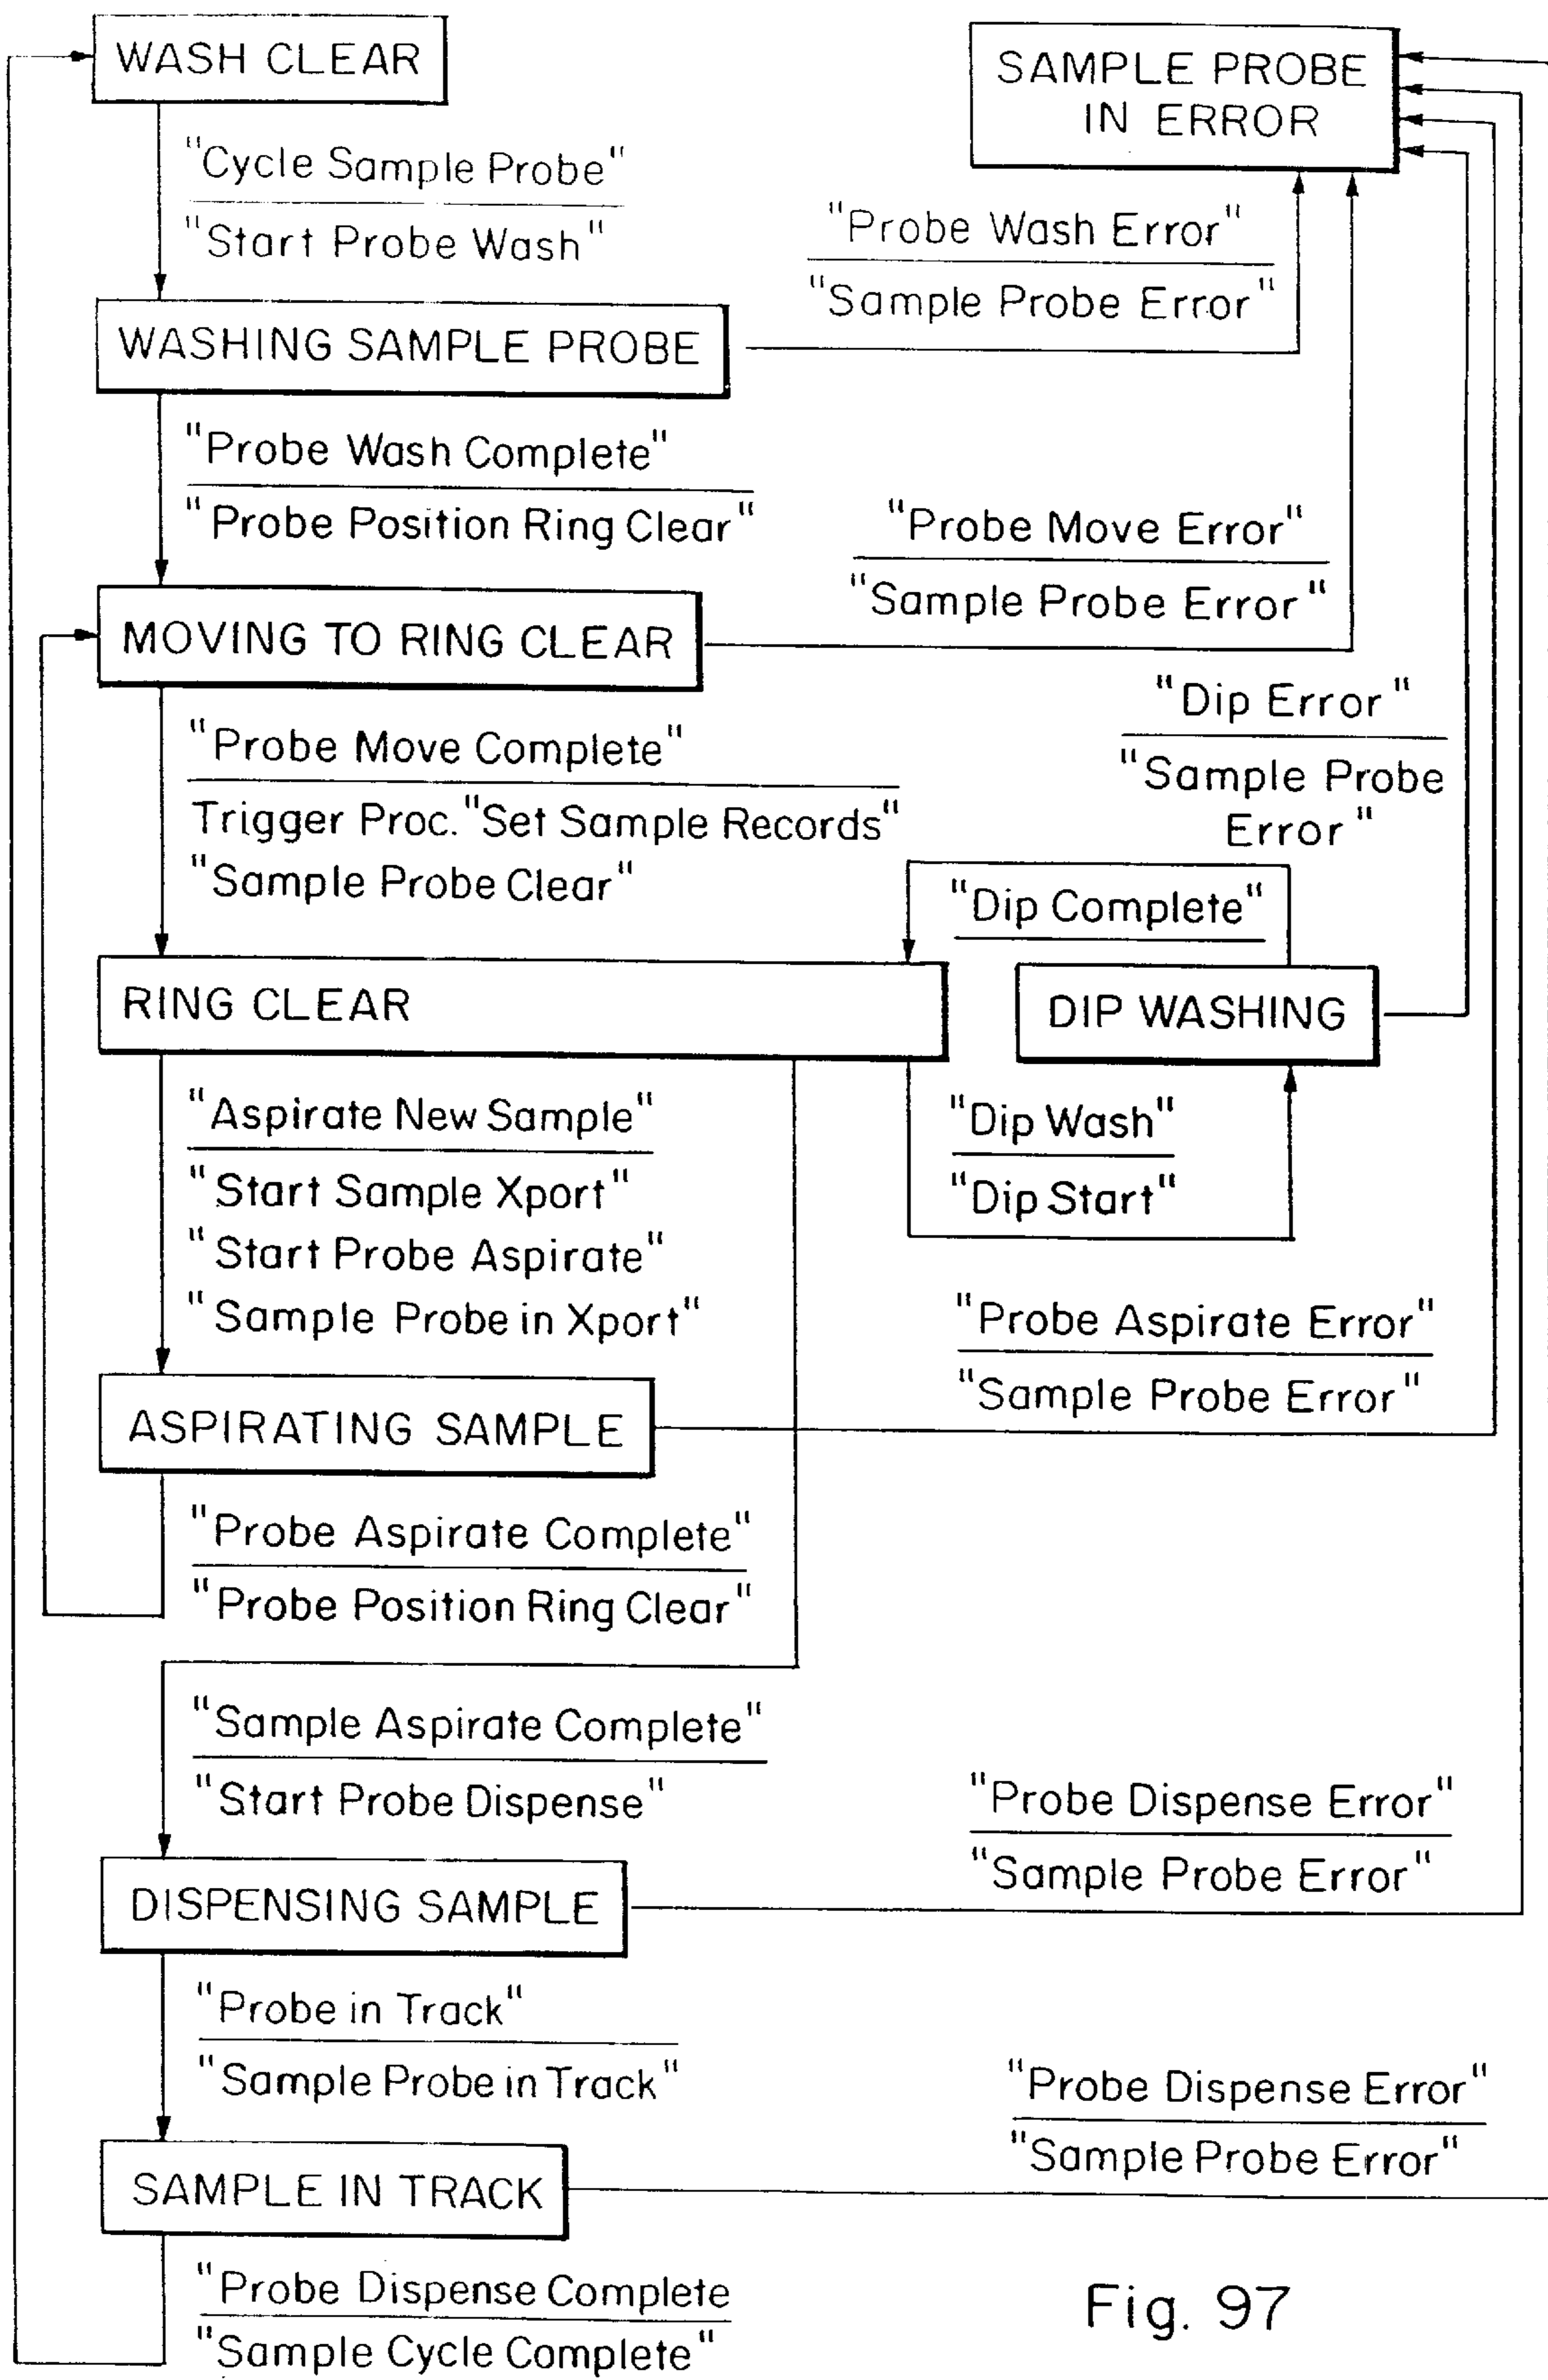 WASH CLEAR
SAMPLE PROBE
IN ERROR
"Cycle Sample Probe"
"Start Probe Wash"
"Probe Wash Error"
"Sample Probe Error"
WASHING SAMPLE PROBE
"Probe Wash Complete"
"Probe Position Ring Clear"
"Probe Move Error"
"Sample Probe Error"
MOVING TO RING CLEAR
"Dip Error"
"Sample Probe
Error"
"Probe Move Complete"
Trigger Proc. "Set Sample Records"
"Sample Probe Clear"
"Dip Complete"
RING CLEAR
DIP WASHING
"Aspirate New Sample"
"Start Sample Xport"
"Start Probe Aspirate"
"Sample Probe in Xport"
"Dip Wash"
"Dip Start"
"Probe Aspirate Error"
"Sample Probe Error"
ASPIRATING SAMPLE
"Probe Aspirate Complete"
"Probe Position Ring Clear"
"Sample Aspirate Complete"
"Start Probe Dispense"
"Probe Dispense Error"
"Sample Probe Error"
DISPENSING SAMPLE
"Probe in Track"
"Sample Probe in Track"
"Probe Dispense Error"
"Sample Probe Error"
SAMPLE IN TRACK
"Probe Dispense Complete
"Sample Cycle Complete"
Fig. 97